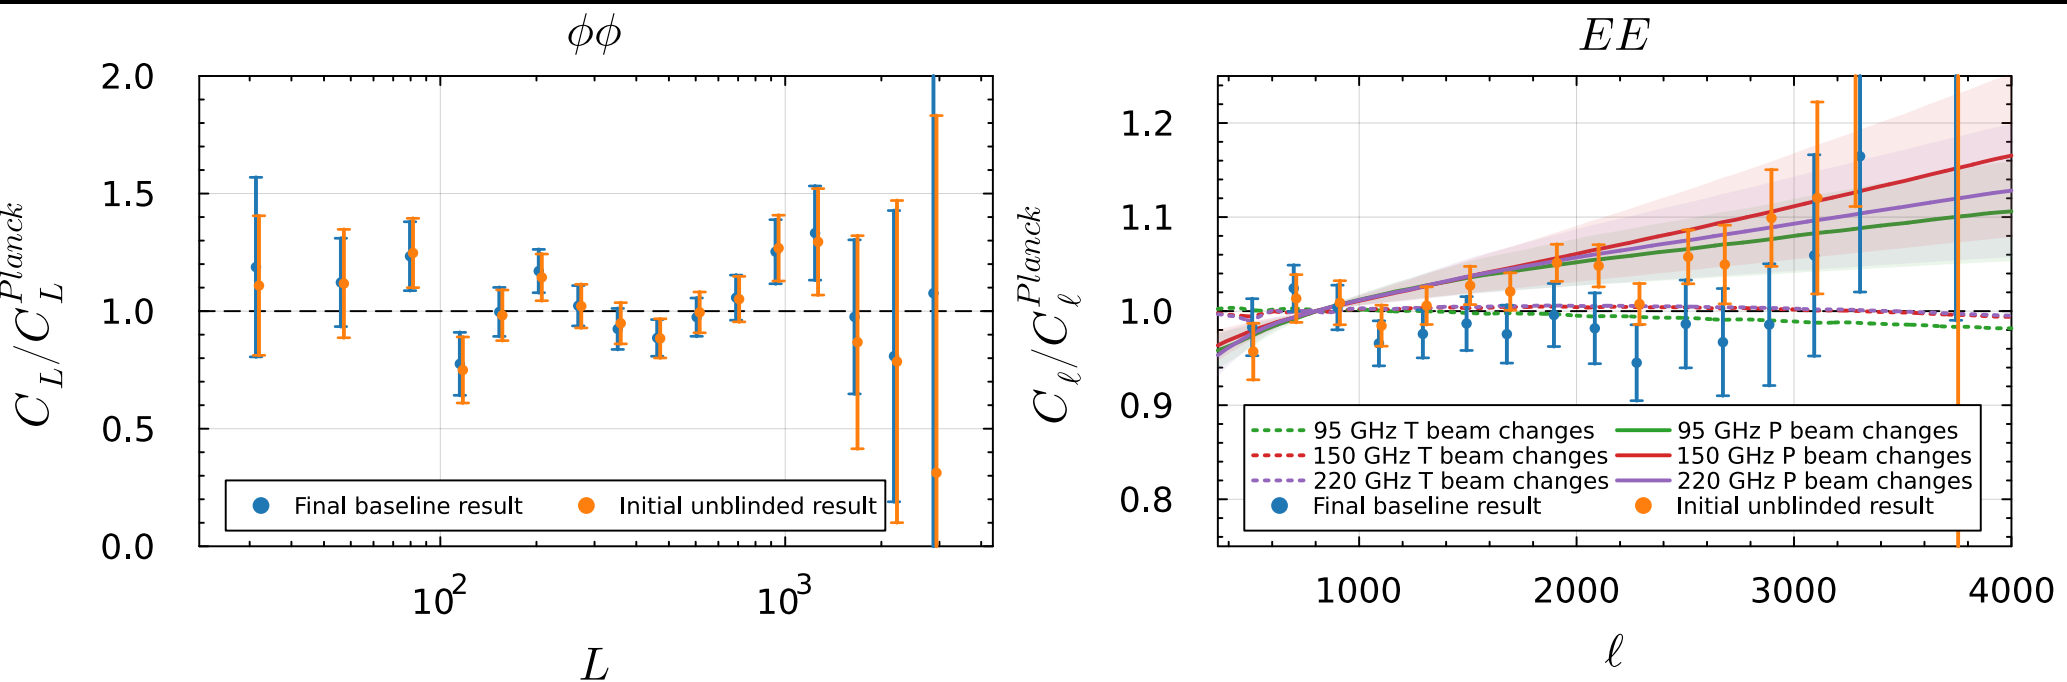 ϕϕ
C_L/C_L^{Planck}
2.0
1.5
1.0
0.5
0.0
Final baseline result
Initial unblinded result
10^2
10^3
L
EE
C_ℓ/C_ℓ^{Planck}
1.2
1.1
1.0
0.9
0.8
95 GHz T beam changes
95 GHz P beam changes
150 GHz T beam changes
150 GHz P beam changes
220 GHz T beam changes
220 GHz P beam changes
Final baseline result
Initial unblinded result
1000
2000
3000
4000
ℓ